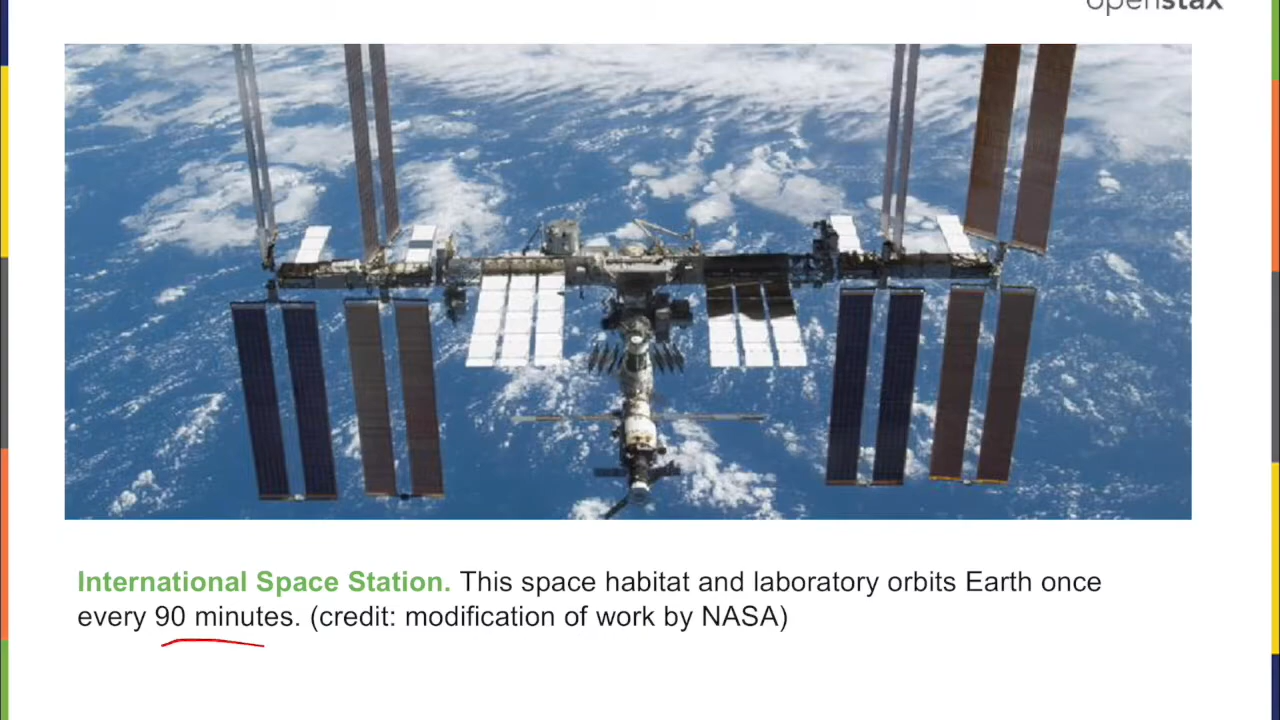 openstax
International Space Station. This space habitat and laboratory orbits Earth once
every 90 minutes. (credit: modification of work by NASA)